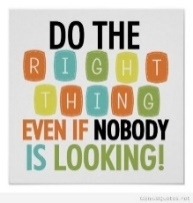 DO THE
RIGHT
THING
EVEN IF NOBODY
IS LOOKING!